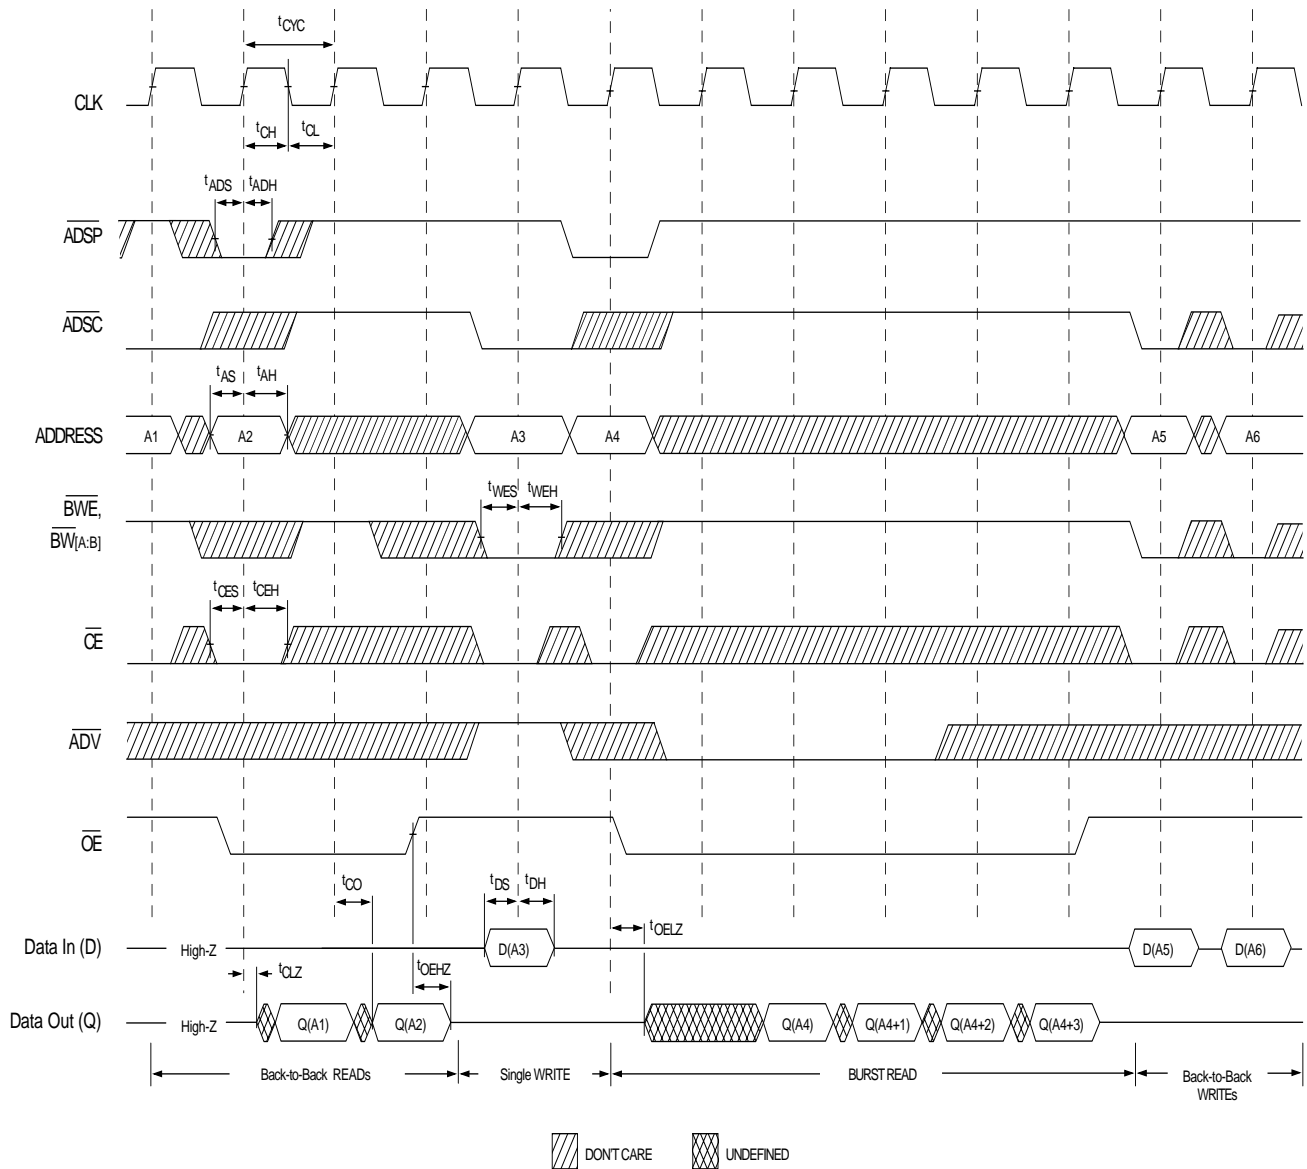 tCYC
CLK
tCH
tCL
tADS
tADH
ADSP
ADSC
tAS
tAH
ADDRESS
A1
A2
A3
A4
A5
A6
BWE,
tWES
tWEH
BW[A:B]
tCES
tCEH
CE
ADV
OE
tCO
tDS
tDH
tOELZ
Data In (D)
High-Z
D(A3)
D(A5)
D(A6)
tCLZ
tOEHZ
Data Out (Q)
High-Z
Q(A1)
Q(A2)
Q(A4)
Q(A4+1)
Q(A4+2)
Q(A4+3)
Back-to-Back READs
Single WRITE
BURST READ
Back-to-Back
WRITEs
DON'T CARE
UNDEFINED